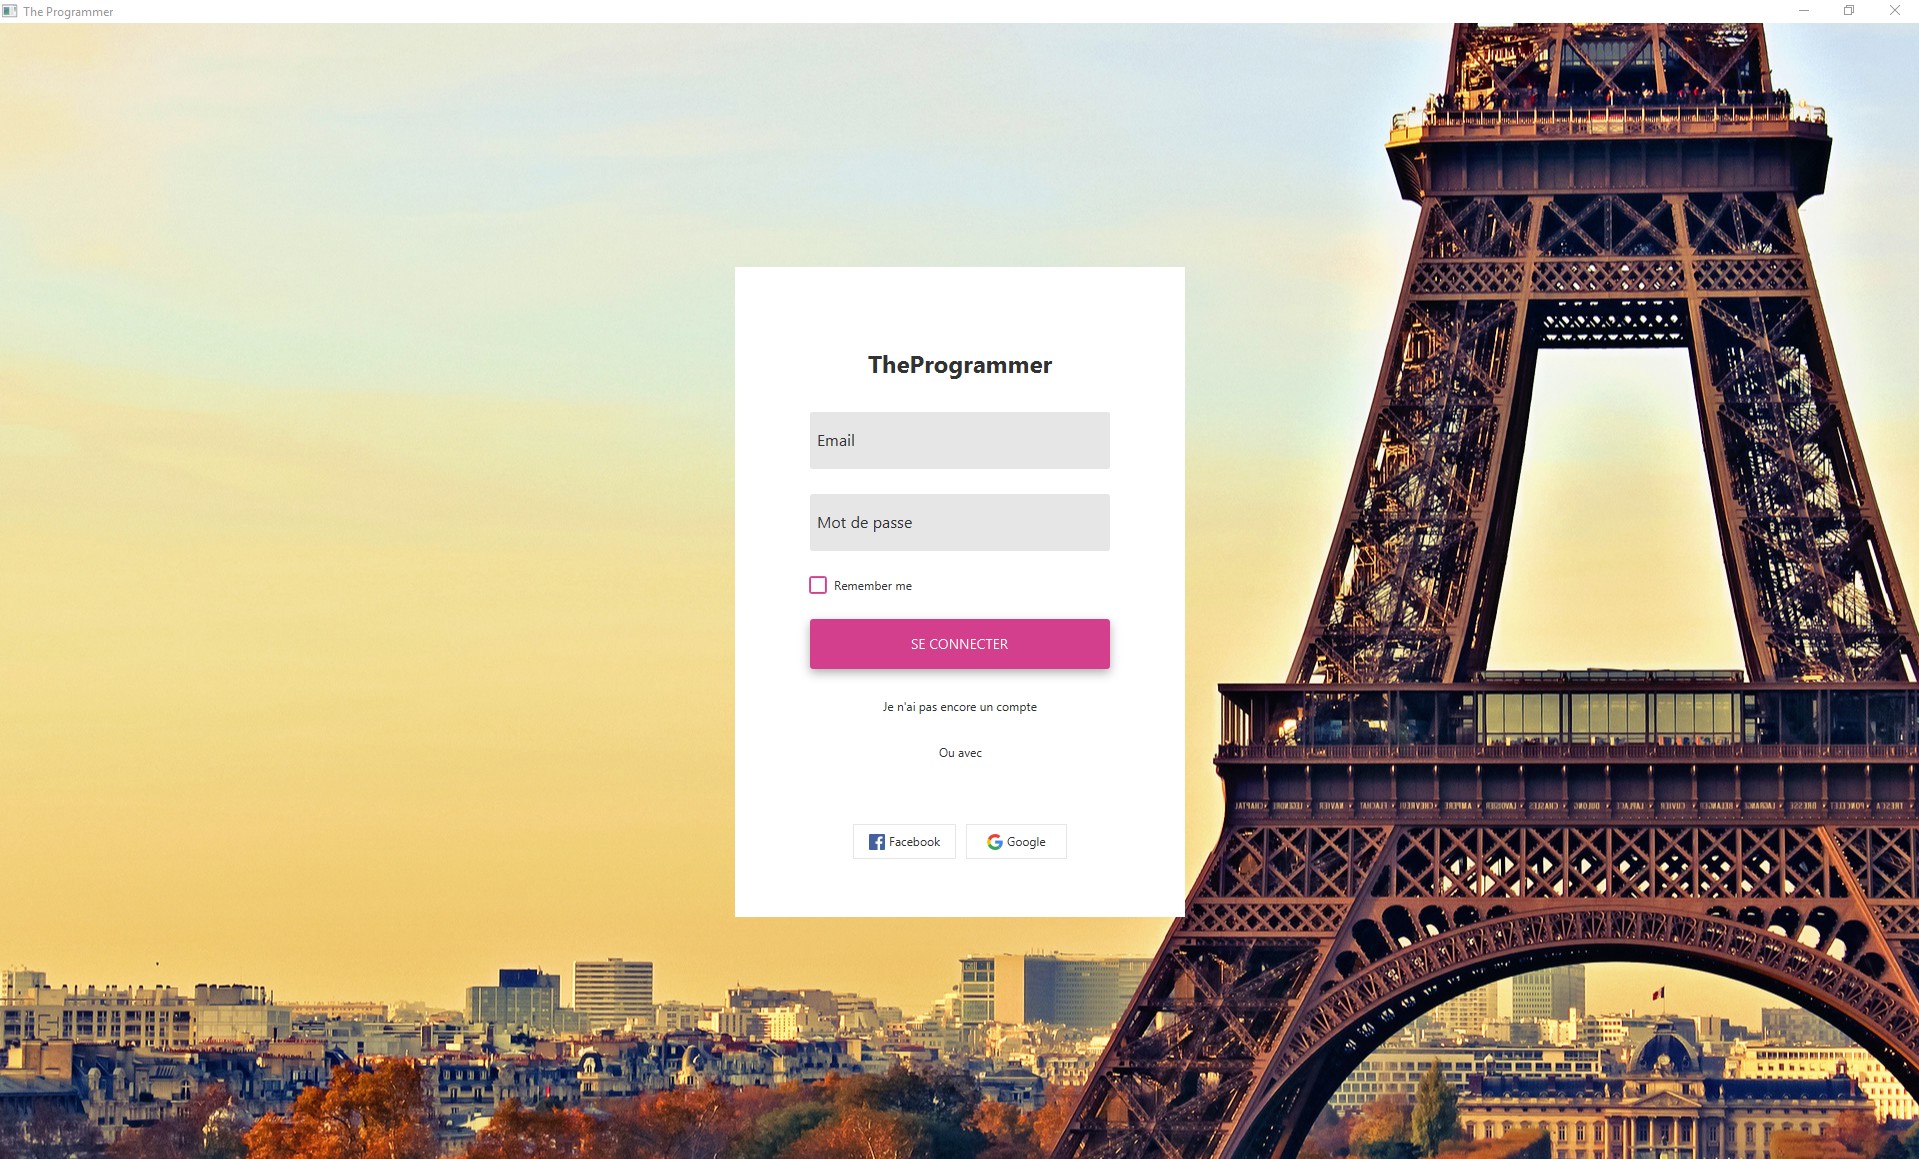 The Programmer
TheProgrammer
Email
Mot de passe
Remember me
SE CONNECTER
Je n'ai pas encore un compte
Ou avec
Facebook
Google